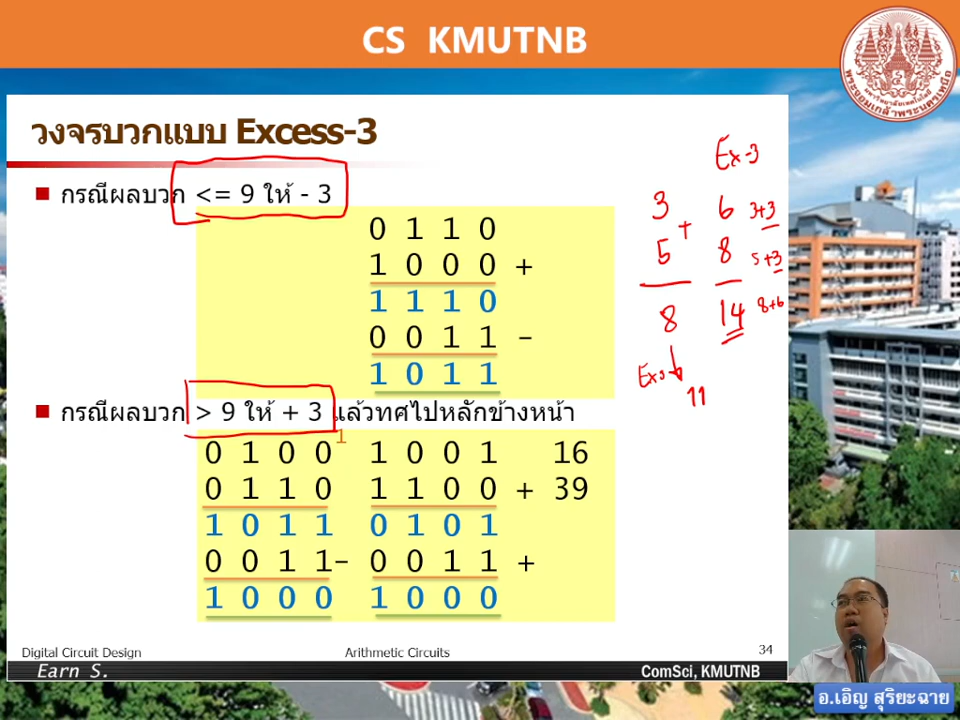 CS KMUTNB
วงจรบวกแบบ Excess-3
กรณีผลบวก <= 9 ให้ - 3
0 1 1 0
1 0 0 0 +
1 1 1 0
0 0 1 1 -
1 0 1 1
Ex-3
3 + 6 3+3
5 8 5+3
8 14 8+6
11
กรณีผลบวก > 9 ให้ + 3 แล้วทศไปหลักข้างหน้า
1
0 1 0 0 1 0 0 1 16
0 1 1 0 1 1 0 0 + 39
1 0 1 1 0 1 0 1
0 0 1 1 - 0 0 1 1 +
1 0 0 0 1 0 0 0
Digital Circuit Design
Arithmetic Circuits
34
Earn S.
ComSci, KMUTNB
อ.เอิญ สุริยะฉาย